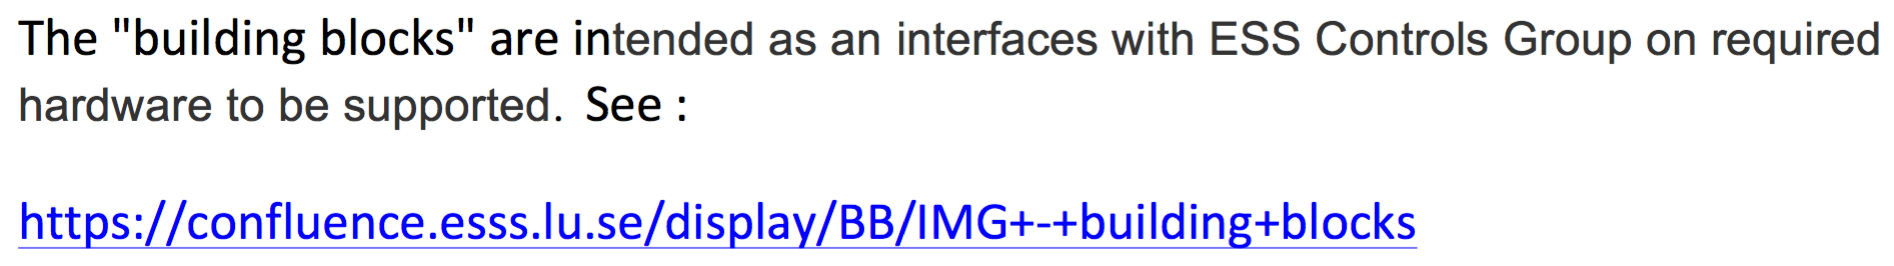 The "building blocks" are intended as an interfaces with ESS Controls Group on required
hardware to be supported. See :
https://confluence.esss.lu.se/display/BB/IMG+-+building+blocks